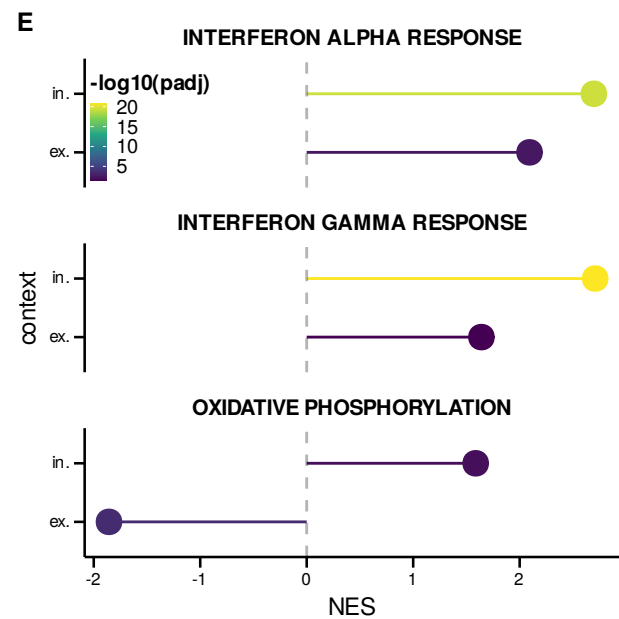 E
INTERFERON ALPHA RESPONSE
-log10(padj)
20
15
10
5
in.
ex.
INTERFERON GAMMA RESPONSE
in.
ex.
context
OXIDATIVE PHOSPHORYLATION
in.
ex.
-2 -1 0 1 2
NES